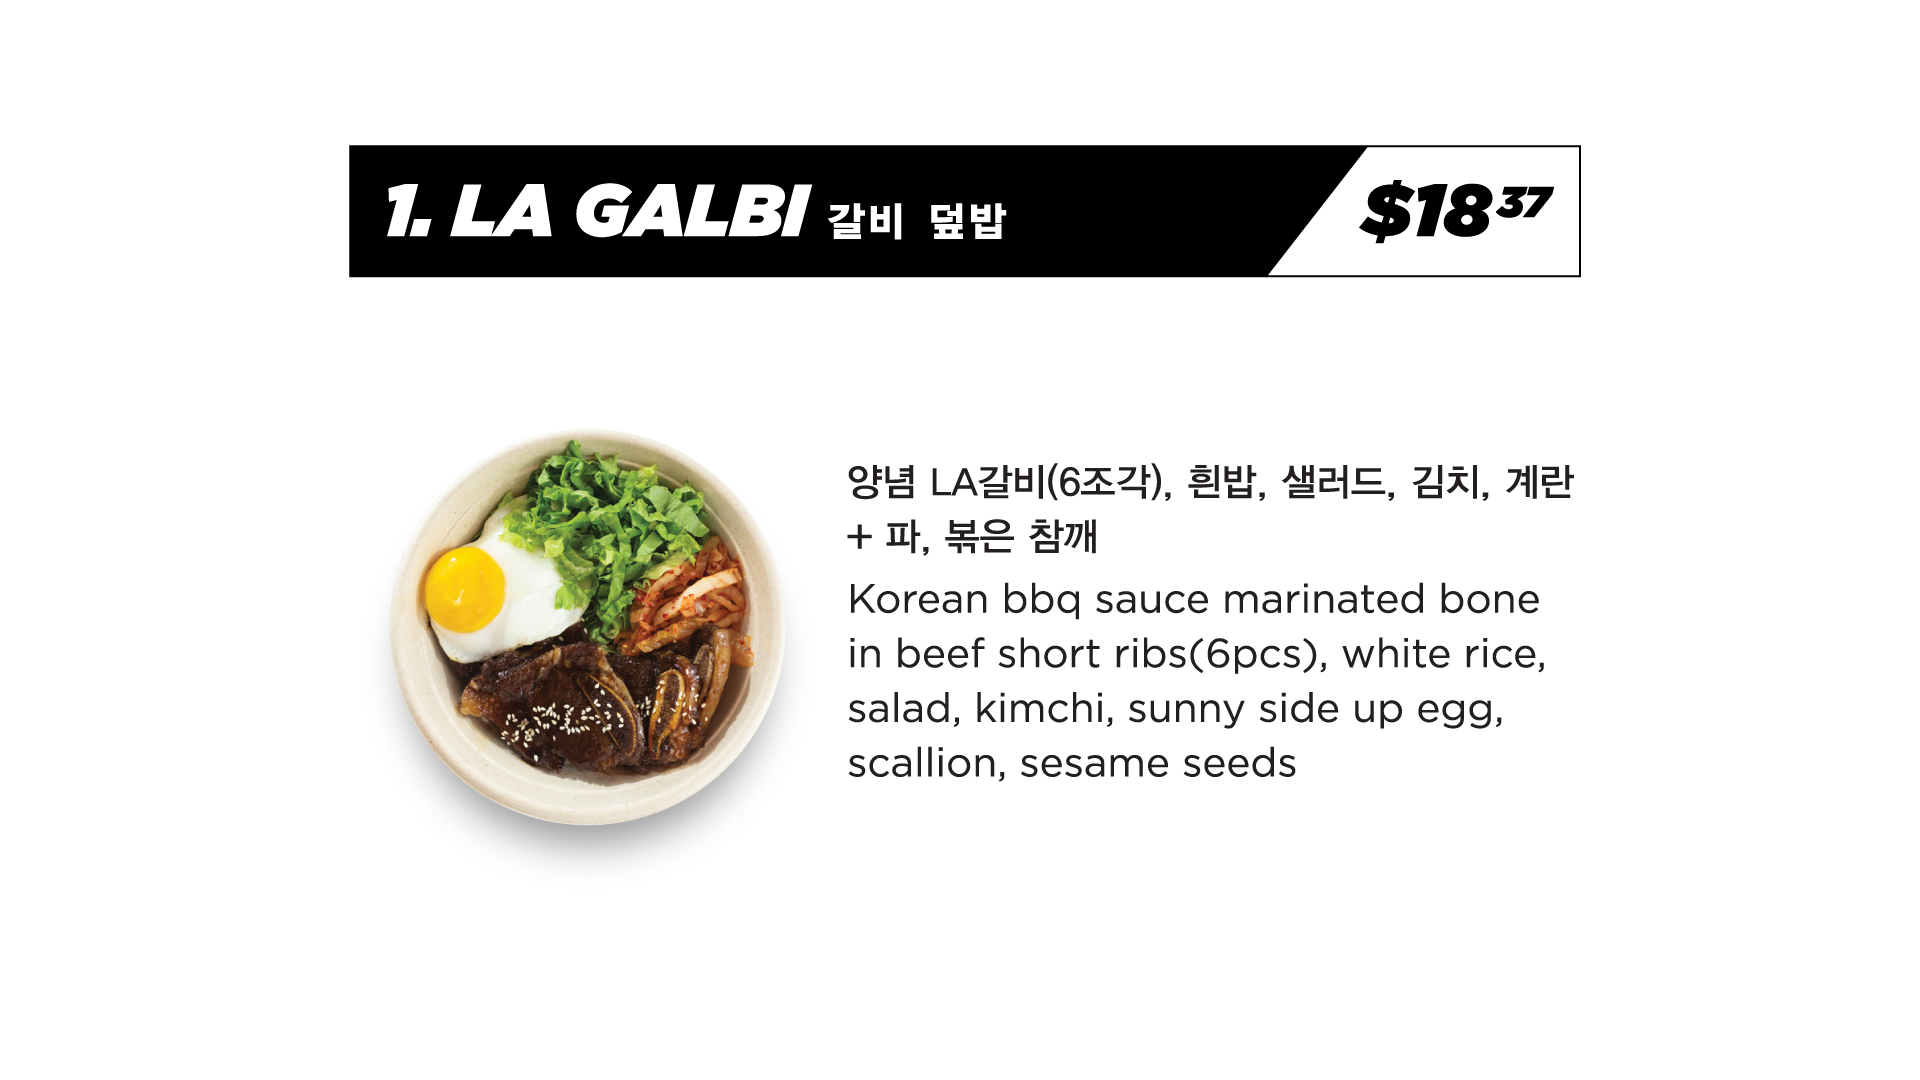 1. LA GALBI 갈비 덮밥
$18 37
양념 LA갈비(6조각), 흰밥, 샐러드, 김치, 계란
+ 파, 볶은 참깨
Korean bbq sauce marinated bone
in beef short ribs(6pcs), white rice,
salad, kimchi, sunny side up egg,
scallion, sesame seeds